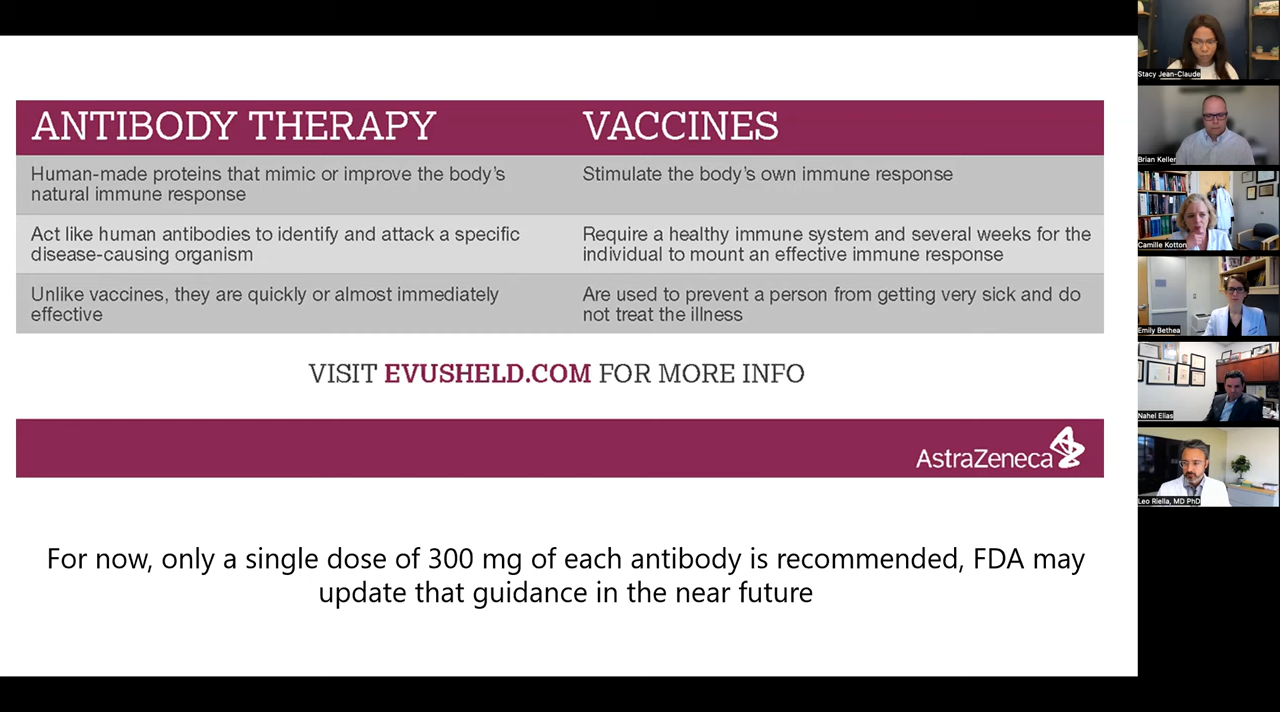 ANTIBODY THERAPY
VACCINES
Human-made proteins that mimic or improve the body's
natural immune response
Stimulate the body's own immune response
Act like human antibodies to identify and attack a specific
disease-causing organism
Require a healthy immune system and several weeks for the
individual to mount an effective immune response
Unlike vaccines, they are quickly or almost immediately
effective
Are used to prevent a person from getting very sick and do
not treat the illness
VISIT EVUSHELD.COM FOR MORE INFO
AstraZeneca
For now, only a single dose of 300 mg of each antibody is recommended, FDA may
update that guidance in the near future
Stacy Jean-Claude
Brian Keller
Camille Kotton
Emily Bethea
Nahel Elias
Leo Riella, MD PhD